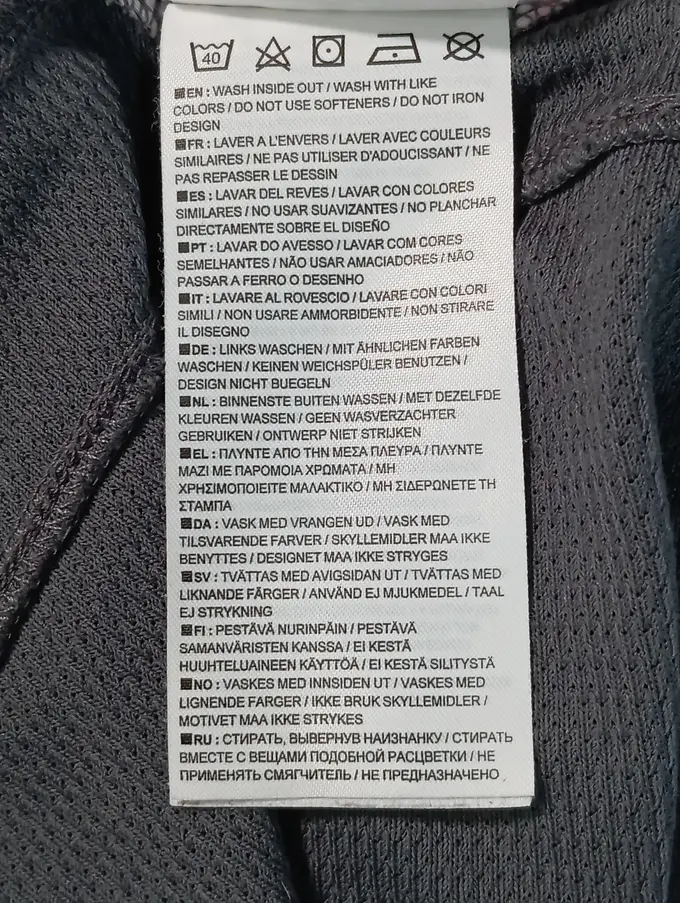 40
EN : WASH INSIDE OUT / WASH WITH LIKE
COLORS / DO NOT USE SOFTENERS / DO NOT IRON
DESIGN
FR : LAVER A L'ENVERS / LAVER AVEC COULEURS
SIMILAIRES / NE PAS UTILISER D'ADOUCISSANT / NE
PAS REPASSER LE DESSIN
ES : LAVAR DEL REVES / LAVAR CON COLORES
SIMILARES / NO USAR SUAVIZANTES / NO PLANCHAR
DIRECTAMENTE SOBRE EL DISEÑO
PT : LAVAR DO AVESSO / LAVAR COM CORES
SEMELHANTES / NÃO USAR AMACIADORES / NÃO
PASSAR A FERRO O DESENHO
IT : LAVARE AL ROVESCIO / LAVARE CON COLORI
SIMILI / NON USARE AMMORBIDENTE / NON STIRARE
IL DISEGNO
DE : LINKS WASCHEN / MIT ÄHNLICHEN FARBEN
WASCHEN / KEINEN WEICHSPÜLER BENUTZEN /
DESIGN NICHT BUEGELN
NL : BINNENSTE BUITEN WASSEN / MET DEZELFDE
KLEUREN WASSEN / GEEN WASVERZACHTER
GEBRUIKEN / ONTWERP NIET STRIJKEN
EL : ΠΛΥΝΤΕ ΑΠΟ ΤΗΝ ΜΕΣΑ ΠΛΕΥΡΑ / ΠΛΥΝΤΕ
ΜΑΖΙ ΜΕ ΠΑΡΟΜΟΙΑ ΧΡΩΜΑΤΑ / ΜΗ
ΧΡΗΣΙΜΟΠΟΙΕΙΤΕ ΜΑΛΑΚΤΙΚΟ / ΜΗ ΣΙΔΕΡΩΝΕΤΕ ΤΗ
ΣΤΑΜΠΑ
DA : VASK MED VRANGEN UD / VASK MED
TILSVARENDE FARVER / SKYLLEMIDLER MAA IKKE
BENYTTES / DESIGNET MAA IKKE STRYGES
SV : TVÄTTAS MED AVIGSIDAN UT / TVÄTTAS MED
LIKNANDE FÄRGER / ANVÄND EJ MJUKMEDEL / TAAL
EJ STRYKNING
FI : PESTÄVÄ NURINPÄIN / PESTÄVÄ
SAMANVÄRISTEN KANSSA / EI KESTÄ
HUUHTELUAINEEN KÄYTTÖÄ / EI KESTÄ SILITYSTÄ
NO : VASKES MED INNSIDEN UT / VASKES MED
LIGNENDE FARGER / IKKE BRUK SKYLLEMIDLER /
MOTIVET MAA IKKE STRYKES
RU : СТИРАТЬ, ВЫВЕРНУВ НАИЗНАНКУ / СТИРАТЬ
ВМЕСТЕ С ВЕЩАМИ ПОДОБНОЙ РАСЦВЕТКИ / НЕ
ПРИМЕНЯТЬ СМЯГЧИТЕЛЬ / НЕ ПРЕДНАЗНАЧЕНО